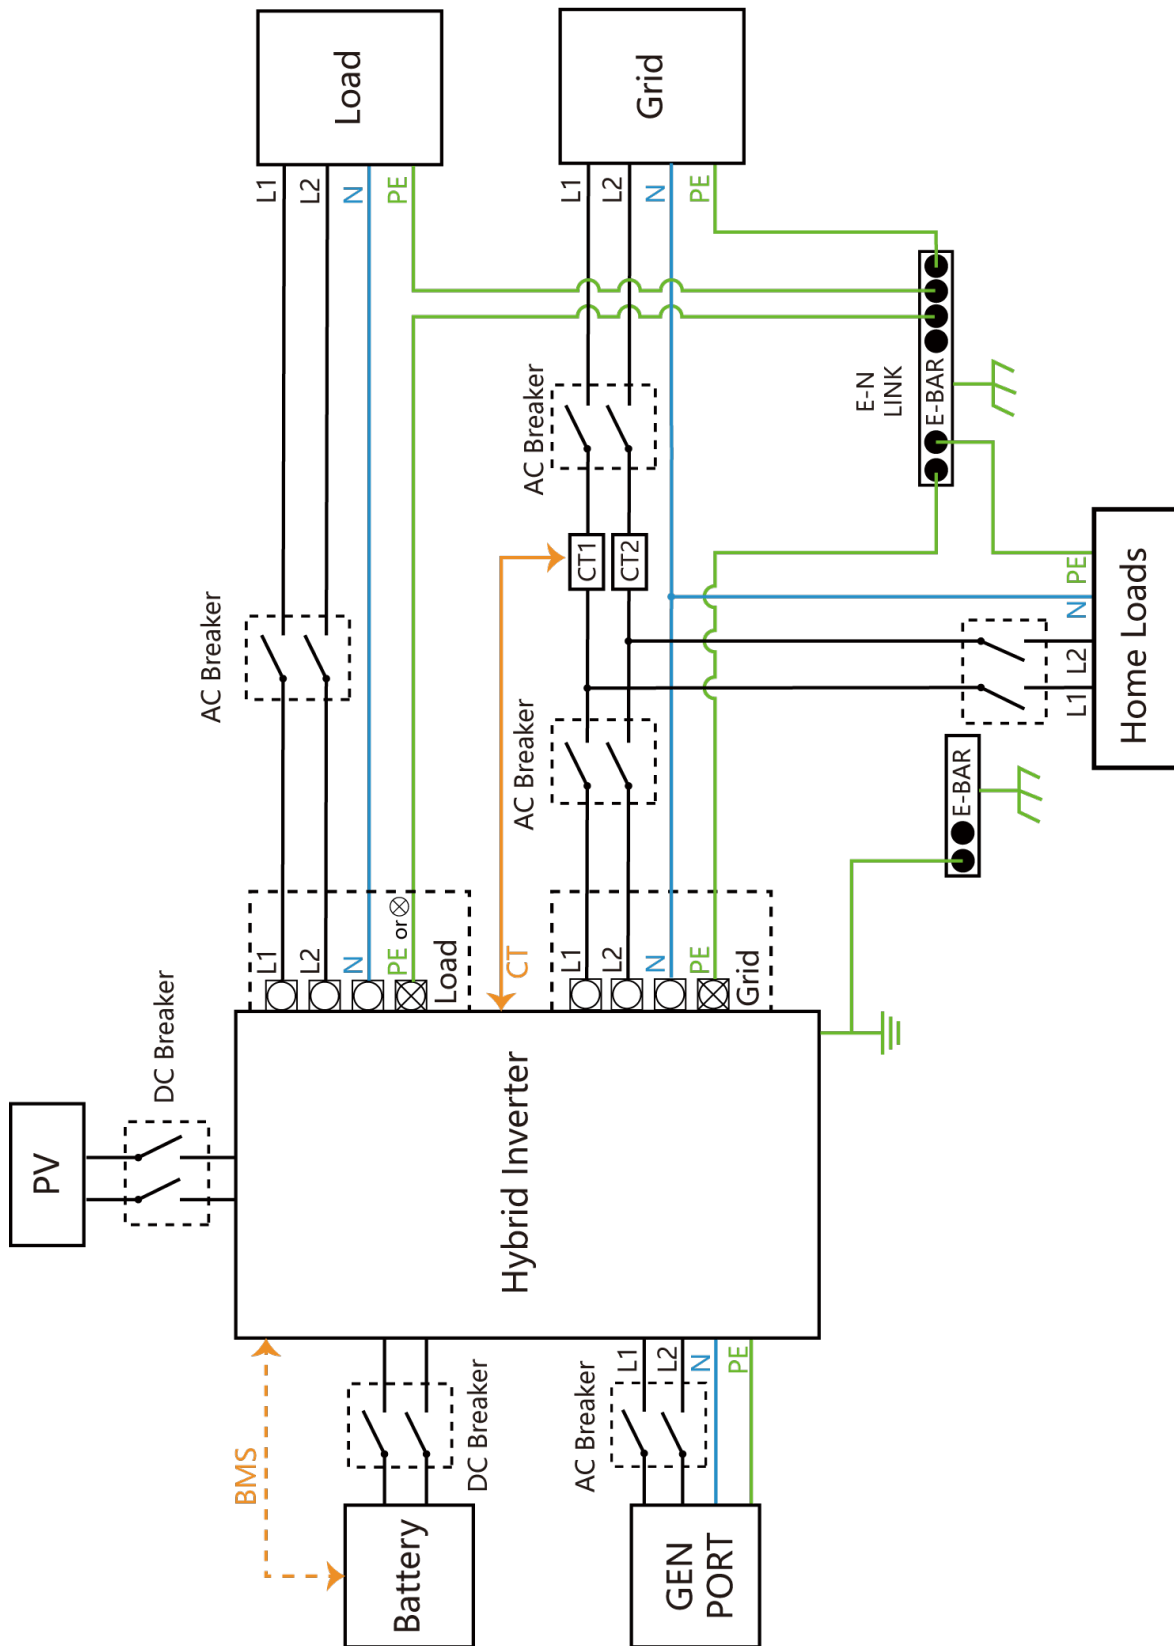 PV
DC Breaker
AC Breaker
BMS
L1
L1
L2
L2
Load
N
N
PE or
PE
Battery
Load
DC Breaker
Hybrid Inverter
CT
AC Breaker
AC Breaker
L1
L1
AC Breaker
CT1
L2
L2
L1
CT2
Grid
N
N
L2
GEN
PORT
N
PE
PE
PE
Grid
E-N
LINK
E-BAR
E-BAR
L1
L2
N
PE
Home Loads